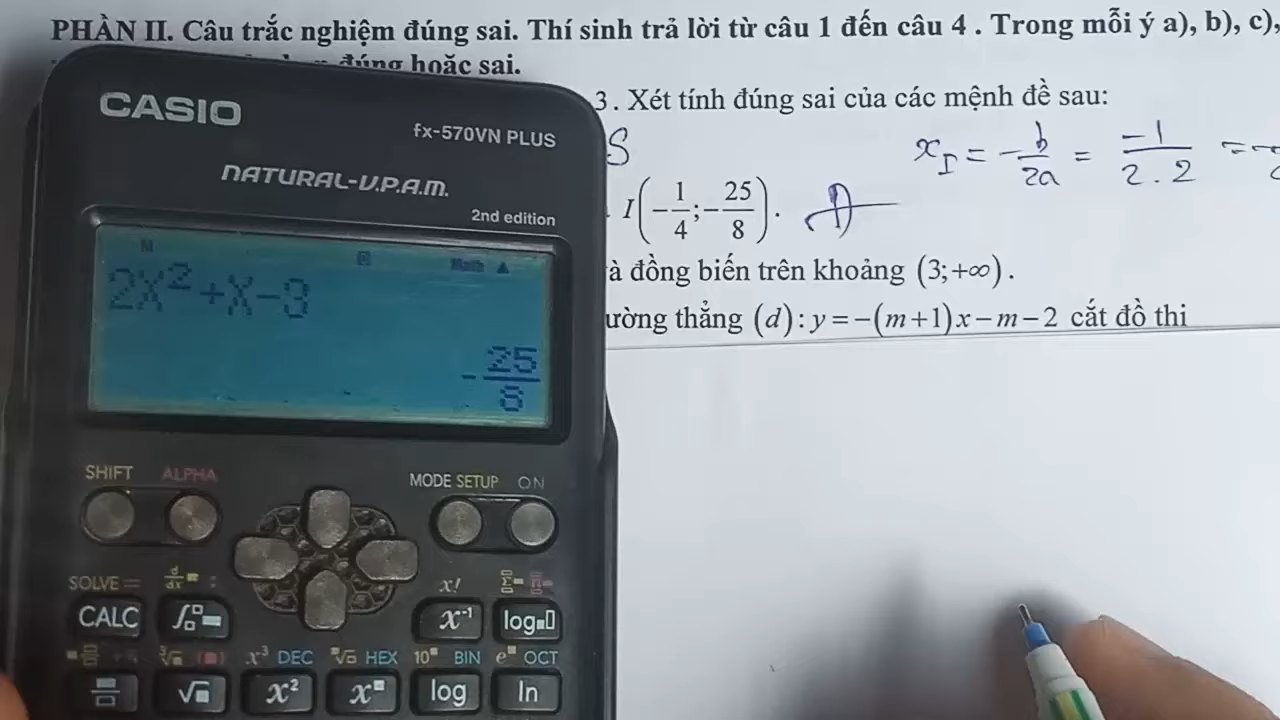 PHẦN II. Câu trắc nghiệm đúng sai. Thí sinh trả lời từ câu 1 đến câu 4 . Trong mỗi ý a), b), c),
đúng hoặc sai.
3 . Xét tính đúng sai của các mệnh đề sau:
S
x_I = -b/2a = -1/2.2 =
I(-1/4;-25/8). Đ
à đồng biến trên khoảng (3;+∞).
ường thẳng (d): y = -(m+1)x - m - 2 cắt đồ thi
CASIO
fx-570VN PLUS
NATURAL-V.P.A.M.
2nd edition
M Math ▲
2X²+X-3
-25/8
SHIFT ALPHA MODE SETUP ON
SOLVE = d/dx : x! Σ
CALC ∫ x⁻¹ log
∛ x³ DEC √ HEX 10 BIN e OCT
√ x² x log ln